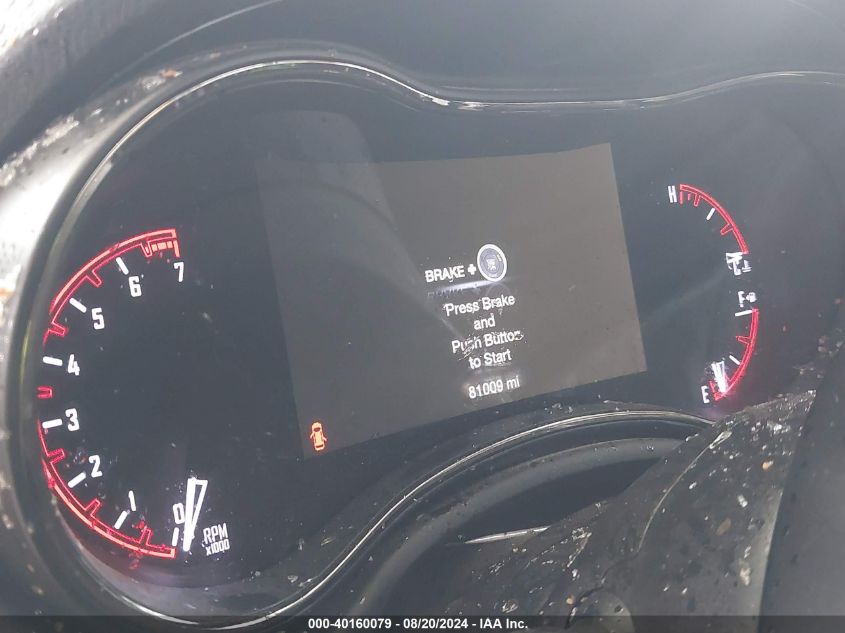 BRAKE +
Press Brake
and
Push Button
to Start
81009 mi
7
6
5
4
3
2
1
0
RPM
x1000
H
C
F
E
000-40160079 - 08/20/2024 - IAA Inc.